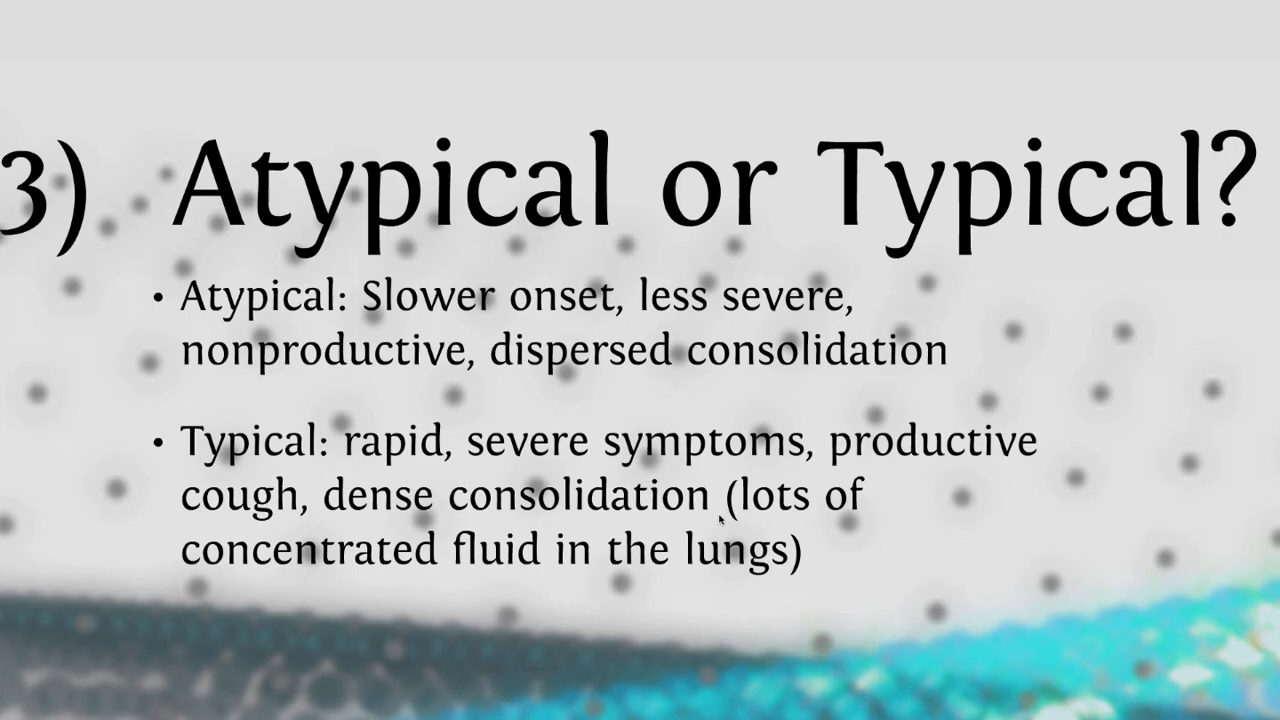 3) Atypical or Typical?
• Atypical: Slower onset, less severe,
nonproductive, dispersed consolidation
• Typical: rapid, severe symptoms, productive
cough, dense consolidation (lots of
concentrated fluid in the lungs)